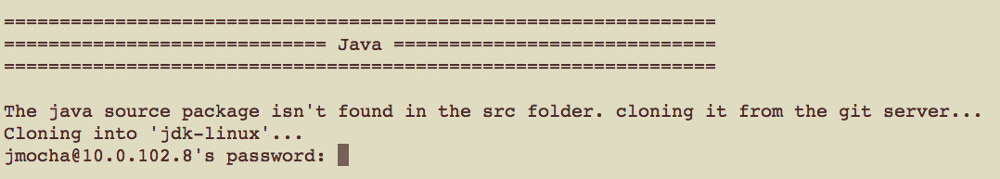 ================================================================
============================= Java =============================
================================================================
The java source package isn't found in the src folder. cloning it from the git server...
Cloning into 'jdk-linux'...
jmocha@10.0.102.8's password: